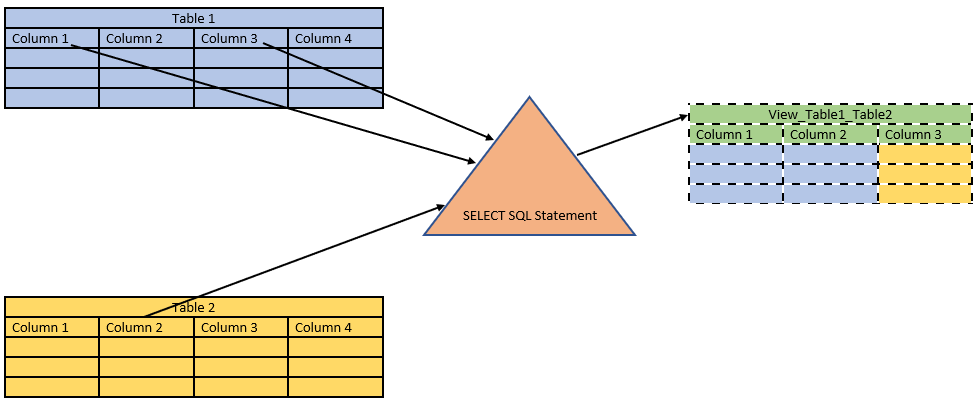 Table 1
Column 1 Column 2 Column 3 Column 4
View_Table1_Table2
Column 1 Column 2 Column 3
SELECT SQL Statement
Table 2
Column 1 Column 2 Column 3 Column 4